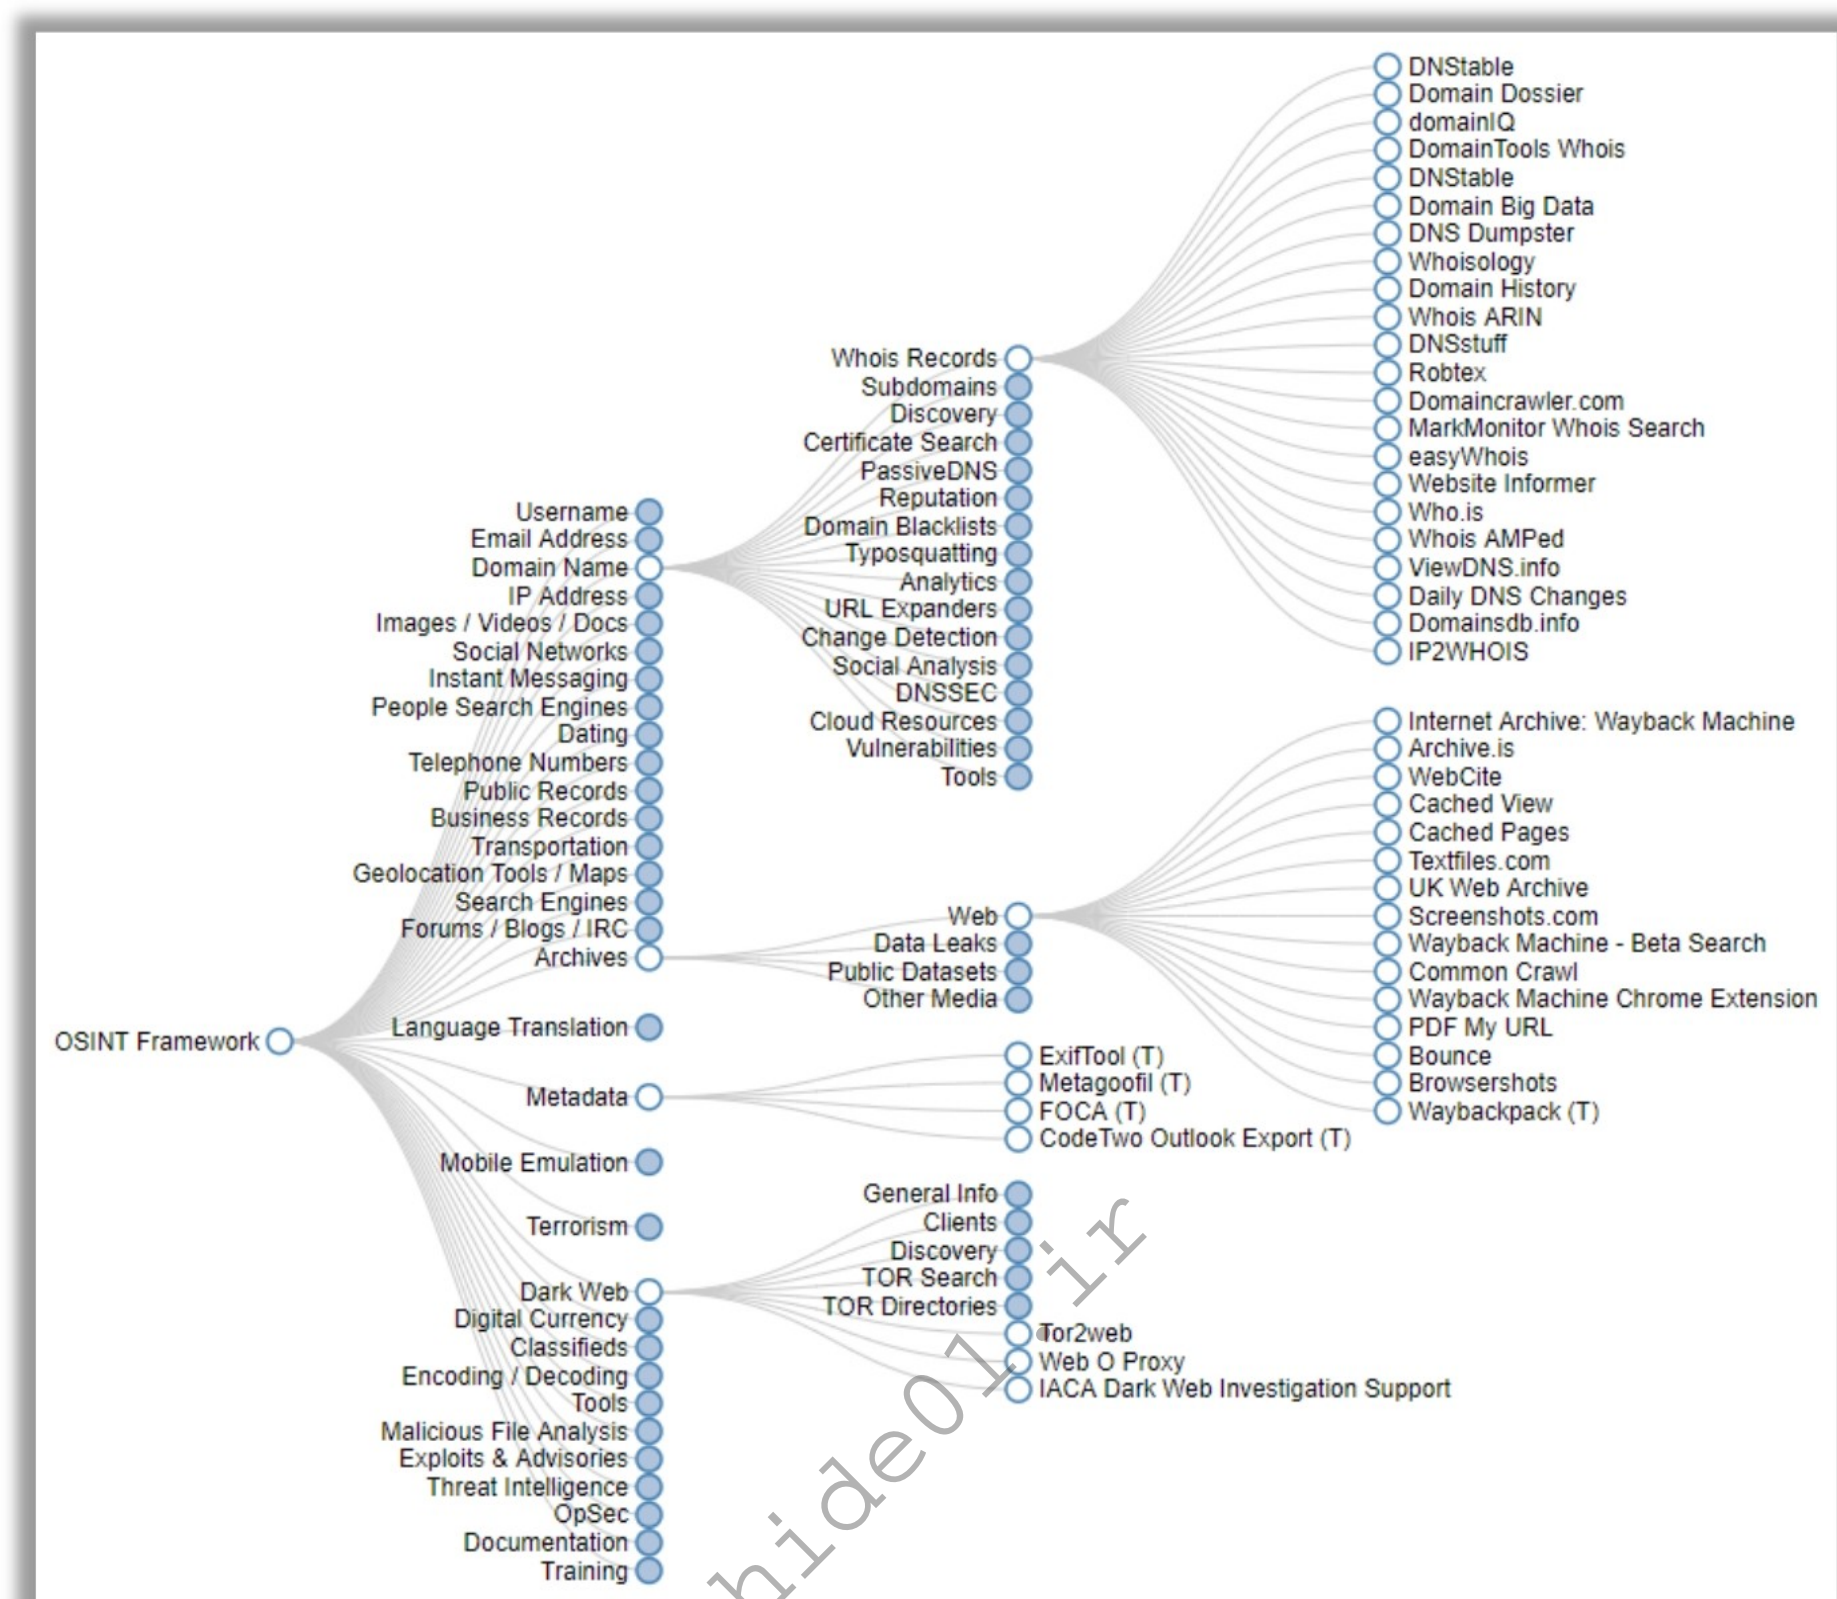 DNStable
Domain Dossier
domainIQ
DomainTools Whois
DNStable
Domain Big Data
DNS Dumpster
Whoisology
Domain History
Whois ARIN
DNSstuff
Robtex
Domaincrawler.com
MarkMonitor Whois Search
easyWhois
Website Informer
Who.is
Whois AMPed
ViewDNS.info
Daily DNS Changes
Domainsdb.info
IP2WHOIS
Whois Records
Subdomains
Discovery
Certificate Search
PassiveDNS
Reputation
Domain Blacklists
Typosquatting
Analytics
URL Expanders
Change Detection
Social Analysis
DNSSEC
Cloud Resources
Vulnerabilities
Tools
Username
Email Address
Domain Name
IP Address
Images / Videos / Docs
Social Networks
Instant Messaging
People Search Engines
Dating
Telephone Numbers
Public Records
Business Records
Transportation
Geolocation Tools / Maps
Search Engines
Forums / Blogs / IRC
Archives
Internet Archive: Wayback Machine
Archive.is
WebCite
Cached View
Cached Pages
Textfiles.com
UK Web Archive
Screenshots.com
Wayback Machine - Beta Search
Common Crawl
Wayback Machine Chrome Extension
PDF My URL
Bounce
Browsershots
Waybackpack (T)
Web
Data Leaks
Public Datasets
Other Media
OSINT Framework
Language Translation
Metadata
ExifTool (T)
Metagoofil (T)
FOCA (T)
CodeTwo Outlook Export (T)
Mobile Emulation
Terrorism
General Info
Clients
Discovery
TOR Search
TOR Directories
Tor2web
Web O Proxy
IACA Dark Web Investigation Support
Dark Web
Digital Currency
Classifieds
Encoding / Decoding
Tools
Malicious File Analysis
Exploits & Advisories
Threat Intelligence
OpSec
Documentation
Training
hide01.ir